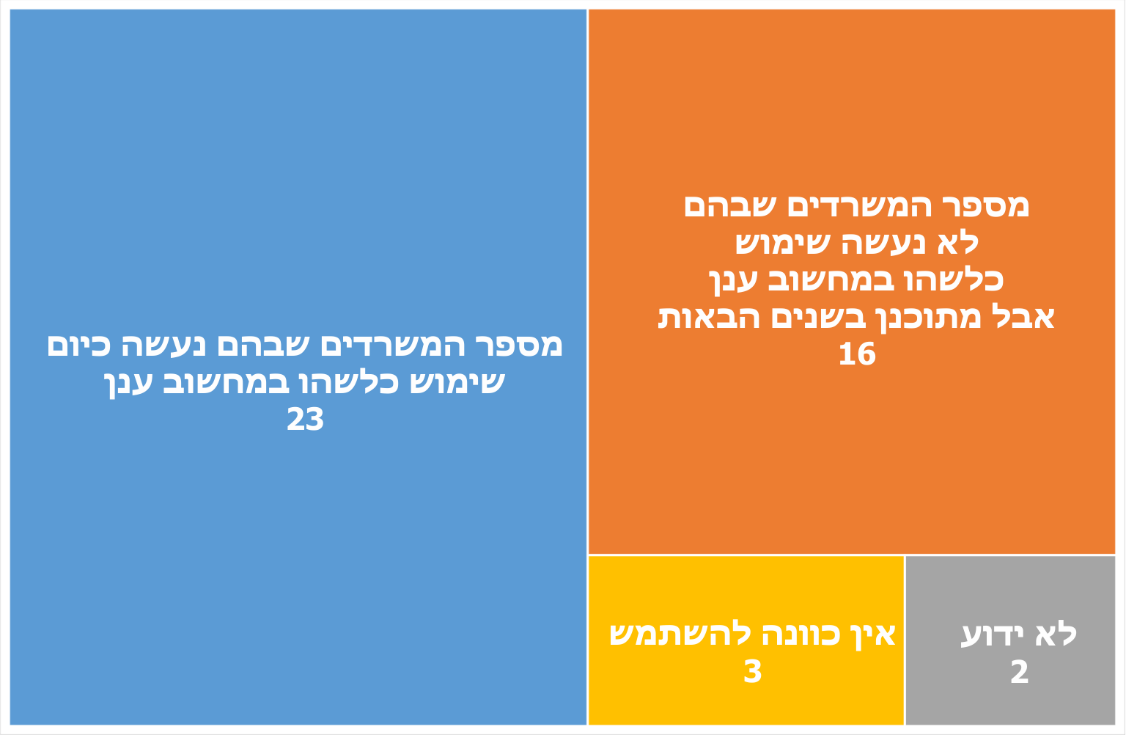 מספר המשרדים שבהם
לא נעשה שימוש
כלשהו במחשוב ענן
אבל מתוכנן בשנים הבאות
16
מספר המשרדים שבהם נעשה כיום
שימוש כלשהו במחשוב ענן
23
לא ידוע
2
אין כוונה להשתמש
3